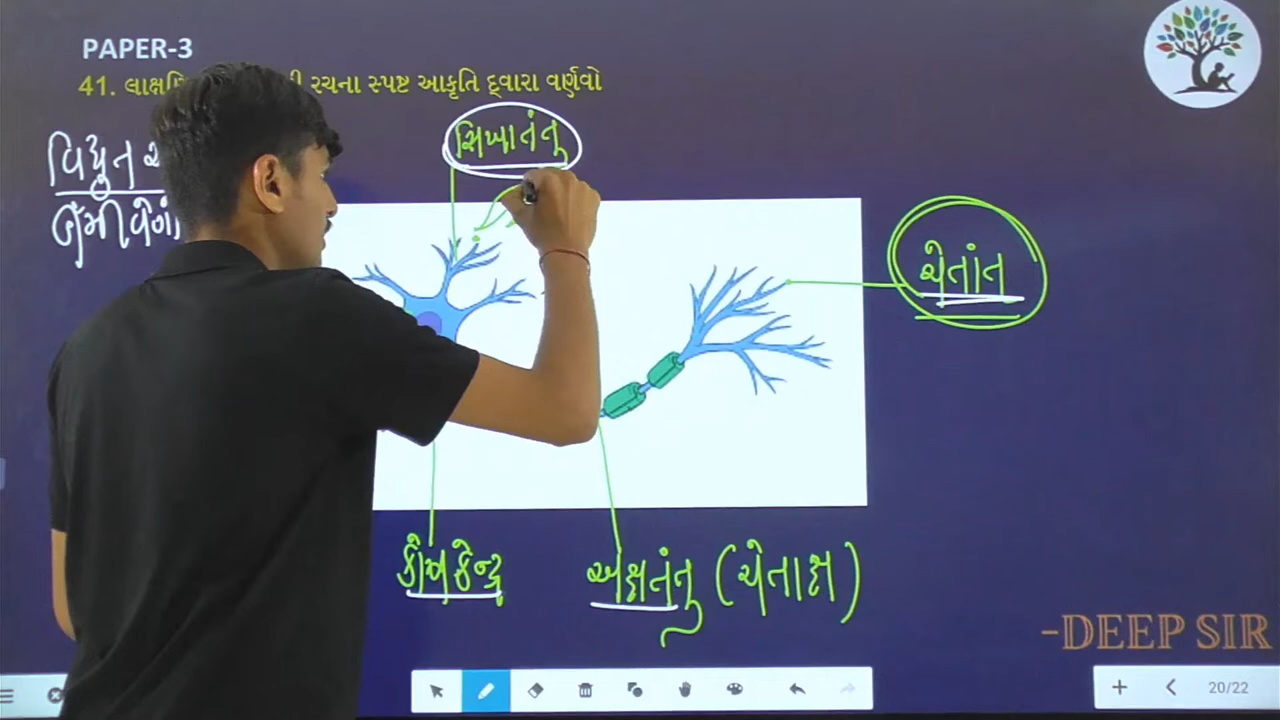 PAPER-3
41. રચના સ્પષ્ટ આકૃતિ દ્વારા વર્ણવો
શિખાતંતુ
વિદ્યુત
ચેતાંત
કોષકેન્દ્ર
અક્ષતંતુ (ચેતાક્ષ)
-DEEP SIR
20/22